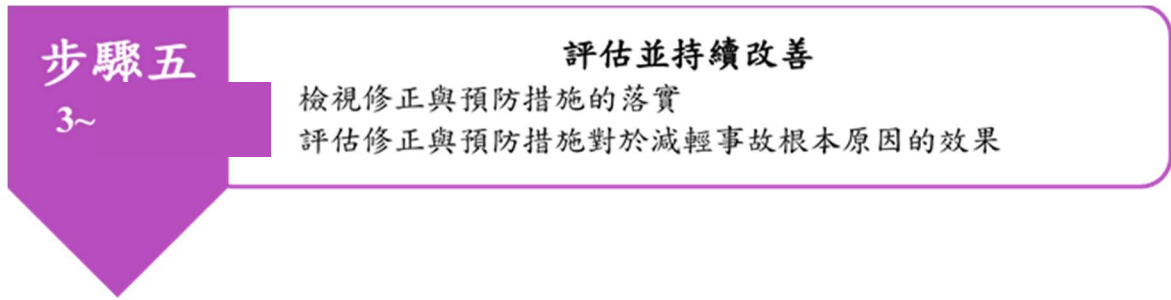 步驟五
3~
評估並持續改善
檢視修正與預防措施的落實
評估修正與預防措施對於減輕事故根本原因的效果